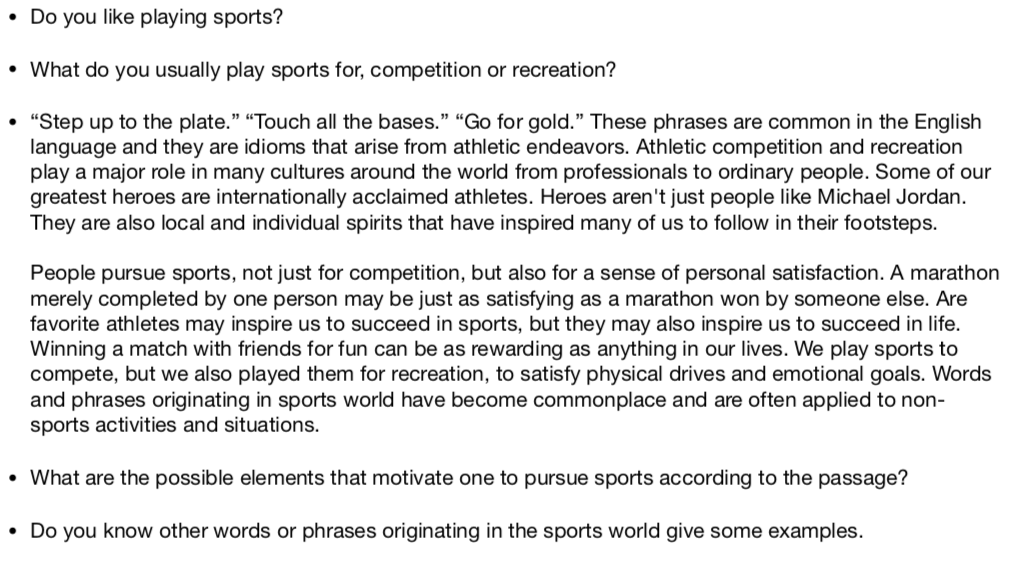 • Do you like playing sports?
• What do you usually play sports for, competition or recreation?
• “Step up to the plate.” “Touch all the bases.” “Go for gold.” These phrases are common in the English
language and they are idioms that arise from athletic endeavors. Athletic competition and recreation
play a major role in many cultures around the world from professionals to ordinary people. Some of our
greatest heroes are internationally acclaimed athletes. Heroes aren't just people like Michael Jordan.
They are also local and individual spirits that have inspired many of us to follow in their footsteps.
People pursue sports, not just for competition, but also for a sense of personal satisfaction. A marathon
merely completed by one person may be just as satisfying as a marathon won by someone else. Are
favorite athletes may inspire us to succeed in sports, but they may also inspire us to succeed in life.
Winning a match with friends for fun can be as rewarding as anything in our lives. We play sports to
compete, but we also played them for recreation, to satisfy physical drives and emotional goals. Words
and phrases originating in sports world have become commonplace and are often applied to non-
sports activities and situations.
• What are the possible elements that motivate one to pursue sports according to the passage?
• Do you know other words or phrases originating in the sports world give some examples.